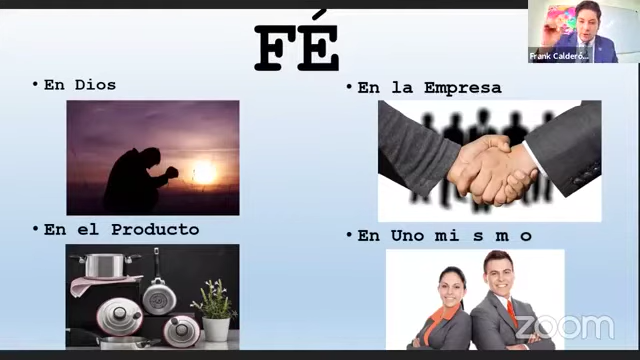 FÉ
Frank Calderó...
• En Dios
• En la Empresa
• En el Producto
• En Uno mi s m o
zoom